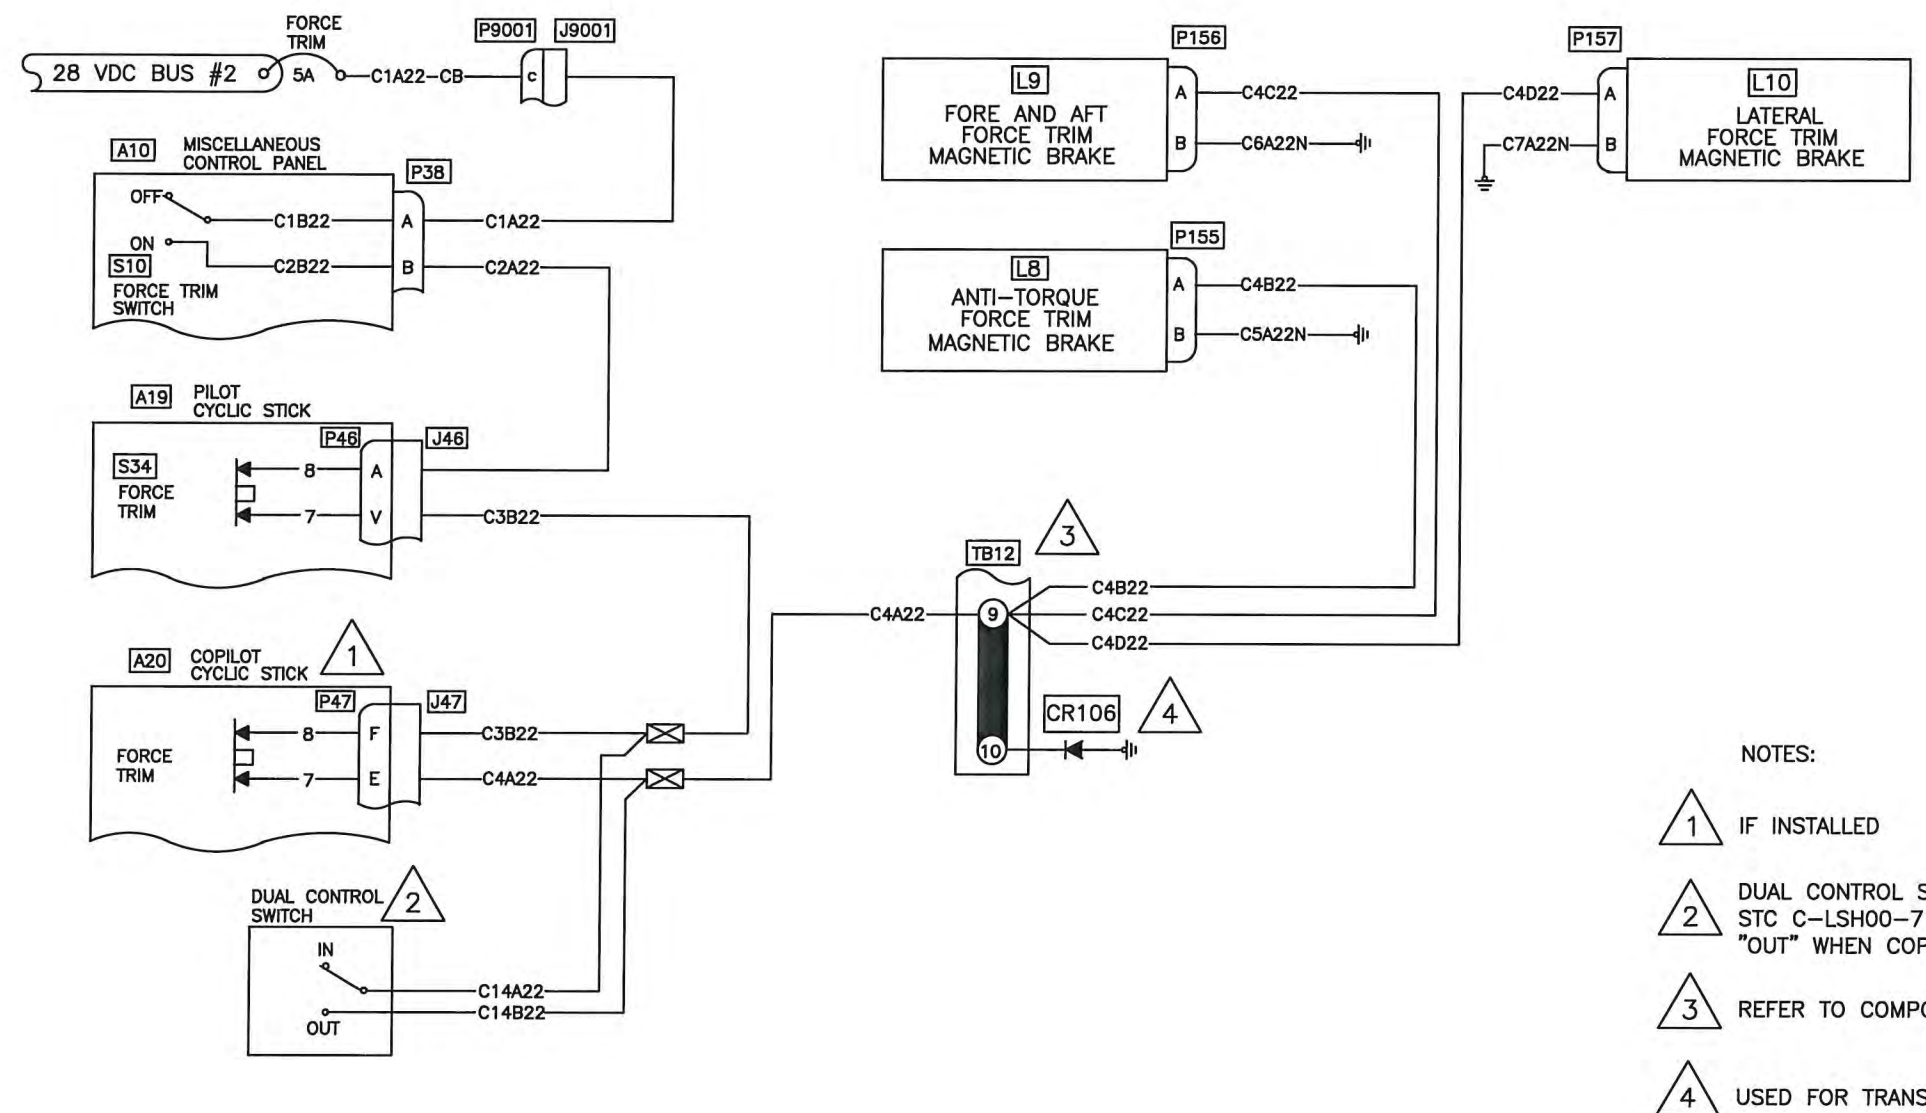 FORCE
TRIM
28 VDC BUS #2
5A
C1A22-CB
P9001
J9001
c
A10
MISCELLANEOUS
CONTROL PANEL
P38
OFF
C1B22
A
C1A22
ON
C2B22
B
C2A22
S10
FORCE TRIM
SWITCH
A19
PILOT
CYCLIC STICK
P46
J46
S34
FORCE
TRIM
8
A
7
V
C3B22
A20
COPILOT
CYCLIC STICK
1
P47
J47
FORCE
TRIM
8
F
C3B22
7
E
C4A22
DUAL CONTROL
SWITCH
2
IN
OUT
C14A22
C14B22
P156
L9
FORE AND AFT
FORCE TRIM
MAGNETIC BRAKE
A
C4C22
B
C6A22N
P155
L8
ANTI-TORQUE
FORCE TRIM
MAGNETIC BRAKE
A
C4B22
B
C5A22N
P157
L10
LATERAL
FORCE TRIM
MAGNETIC BRAKE
C4D22
A
C7A22N
B
TB12
3
C4A22
9
C4B22
C4C22
C4D22
10
CR106
4
NOTES:
1 IF INSTALLED
2 DUAL CONTROL S
STC C-LSH00-7
"OUT" WHEN COP
3 REFER TO COMPO
4 USED FOR TRANS